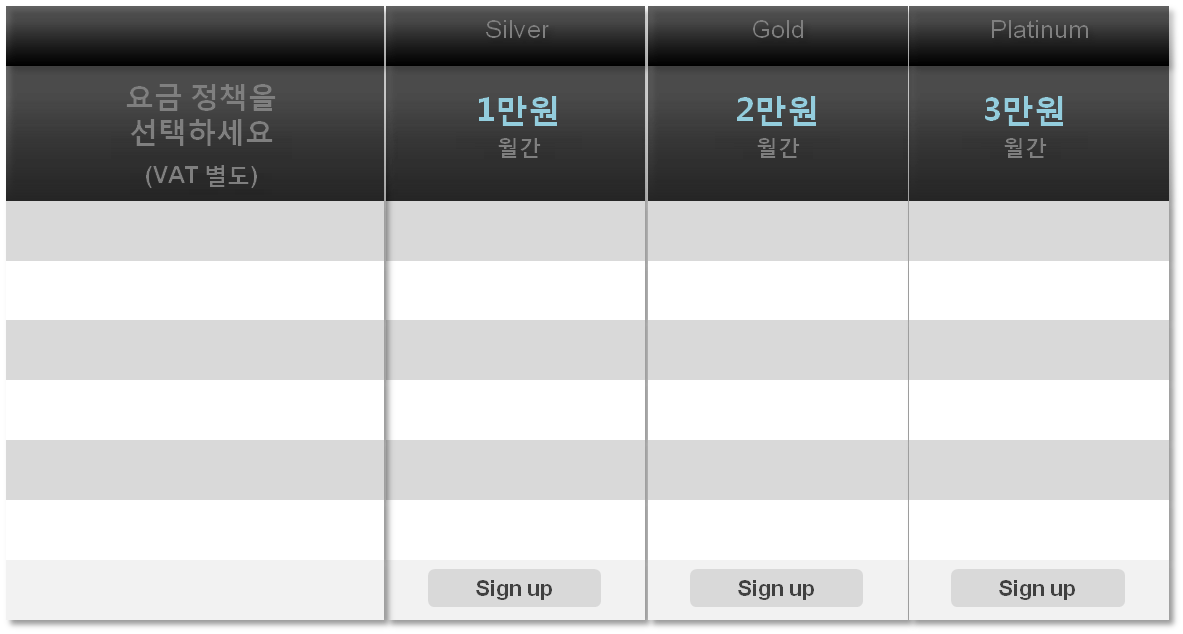 Silver
Gold
Platinum
요금 정책을
선택하세요
(VAT 별도)
1만원
월간
2만원
월간
3만원
월간
Sign up
Sign up
Sign up